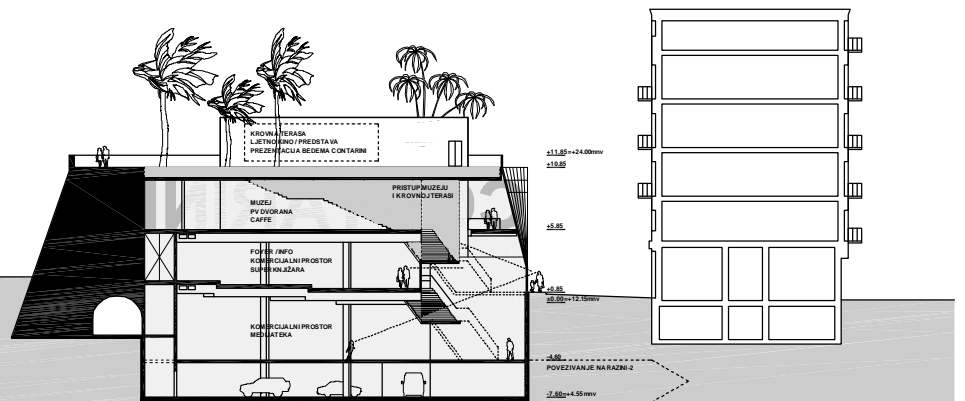 KROVNA TERASA
LJETNO KINO / PREDSTAVA
PREZENTACIJA BEDEMA CONTARINI
+11,85=+24.00mnv
+10.85
PRISTUP MUZEJU
I KROVNOJ TERASI
MUZEJ
PV DVORANA
CAFFE
+5.85
FOYER / INFO
KOMERCIJALNI PROSTOR
SUPER KNJIŽARA
+0.85
±0.00=+12.15mnv
KOMERCIJALNI PROSTOR
MEDIJATEKA
-4,60
POVEZIVANJE NA RAZINI -2
-7,60=+4.55mnv